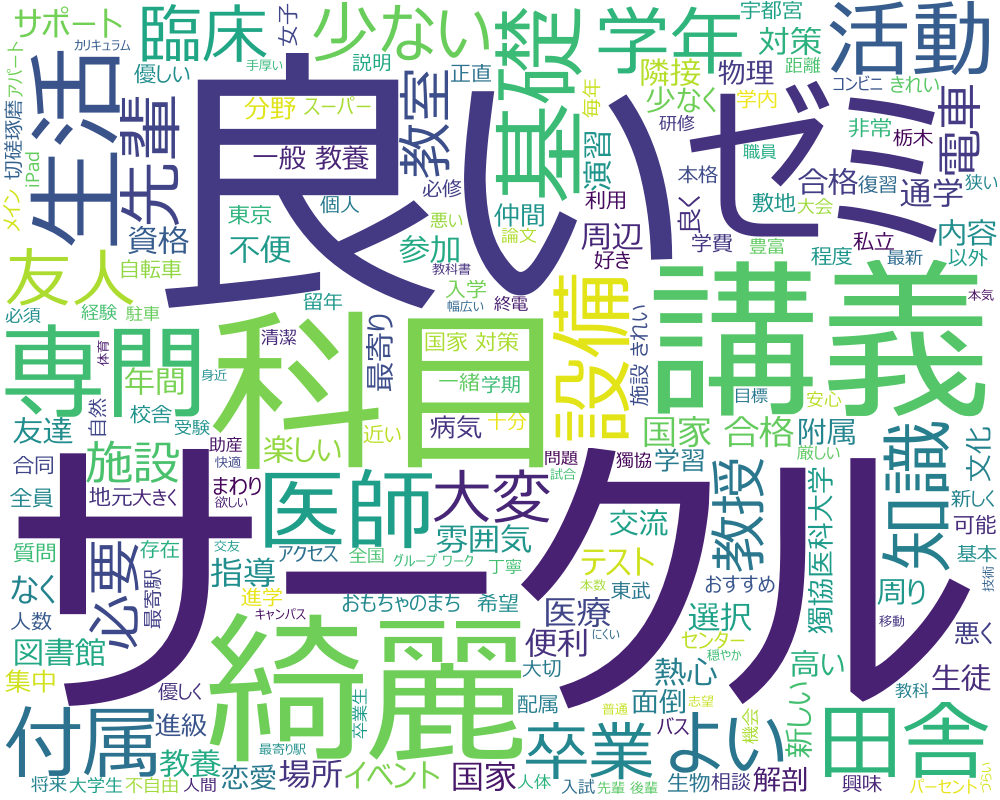 サポート
カリキュラム
女子
臨床
少ない
学年
宇都宮
活動
アパート
優しい
手厚い
説明
正直
対策
距離
コンビニ
きれい
生活
先輩
良い
教室
基礎
隣接
物理
少なく
学内
非常
栃木
電車
切磋琢磨
iPad
メイン
分野
スーパー
一般 教養
毎年
研修
演習
職員
ゼミ
必修
本格
合格
復習
狭い
資格
東京
個人
悪い
仲間
利用
良く
敷地
大会
通学
友人
自転車
不便
参加
論文
周辺
学費
豊富
私立
内容
教科書
好き
程度
最新
以外
必須
経験
駐車
留年
入学
幅広い
終電
本気
専門
体育
身近
科目
清潔
最寄り
国家 対策
設備
きれい
施設
講義
年間
一緒
学期
目標
安心
自然
校舎
受験
楽しい
近い
病気
十分
友達
国家 合格
附属
厳しい
施設
助産
快適
問題
獨協
学習
文化
合同
地元
大きく
まわり
欲しい
医師
大変
試合
教授
獨協医科大学
知識
新しく
全員
サークル
交流
可能
質問
存在
アクセス
全国
グループ ワーク
雰囲気
丁寧
テスト
基本
必要
最寄駅
指導
交友
本数
東武
おすすめ
周り
技術
なく
進学
おもちゃのまち
希望
医療
選択
人数
キャンパス
移動
図書館
綺麗
便利
にくい
センター
穏やか
悪く
集中
優しく
卒業生
大切
熱心
高い
教科
生徒
付属
進級
配属
普通
志望
面倒
機会
新しい
田舎
教養
最寄り駅
卒業
バス
よい
将来
大学生
不自由
人間
恋愛
場所
イベント
国家
人体
入試
先輩 後輩
生物
相談
解剖
興味
パーセント
づらい